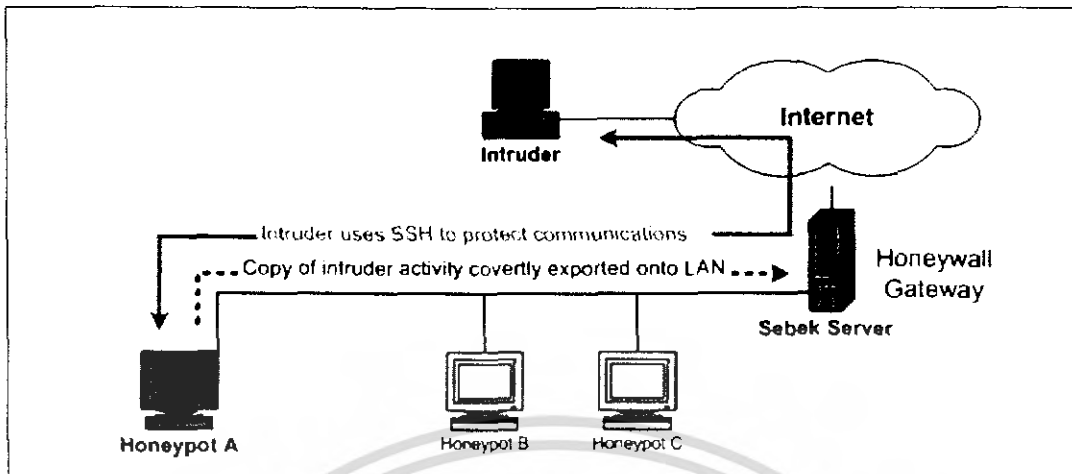 Internet
Intruder
Intruder uses SSH to protect communications
Copy of intruder activity covertly exported onto LAN
Honeywall
Gateway
Sebek Server
Honeypot A
Honeypot B
Honeypot C